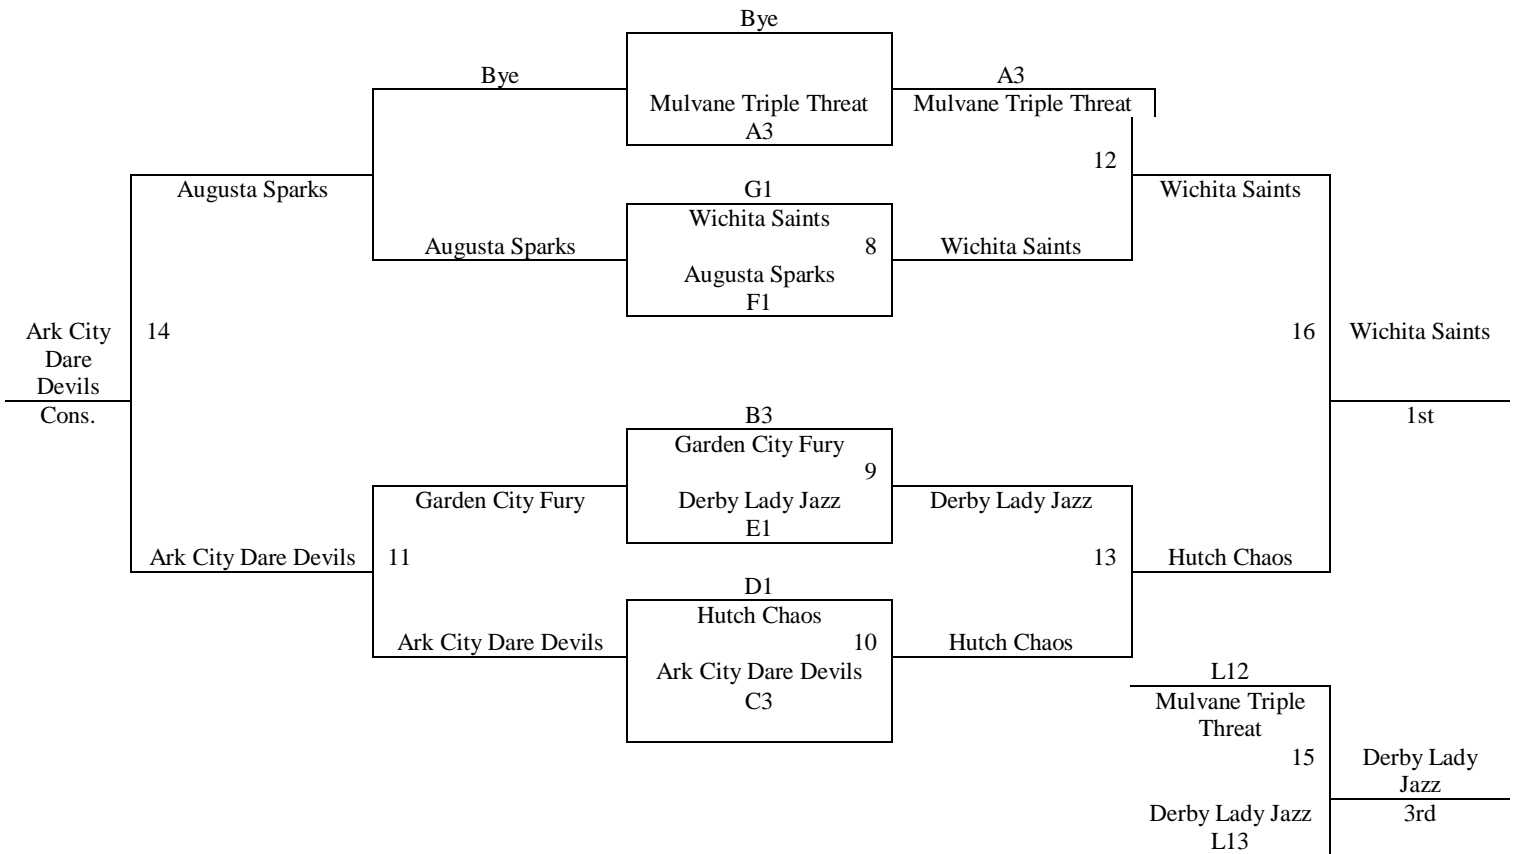 Bye
Bye
A3
Mulvane Triple Threat
Mulvane Triple Threat
A3
12
G1
Augusta Sparks
Wichita Saints
Wichita Saints
8
Augusta Sparks
Wichita Saints
Augusta Sparks
F1
Ark City
Dare
Devils
14
16
Wichita Saints
Cons.
B3
1st
Garden City Fury
9
Garden City Fury
Derby Lady Jazz
Derby Lady Jazz
E1
Ark City Dare Devils
11
13
Hutch Chaos
D1
Hutch Chaos
Ark City Dare Devils
10
Hutch Chaos
Ark City Dare Devils
C3
L12
Mulvane Triple
Threat
15
Derby Lady
Jazz
Derby Lady Jazz
3rd
L13